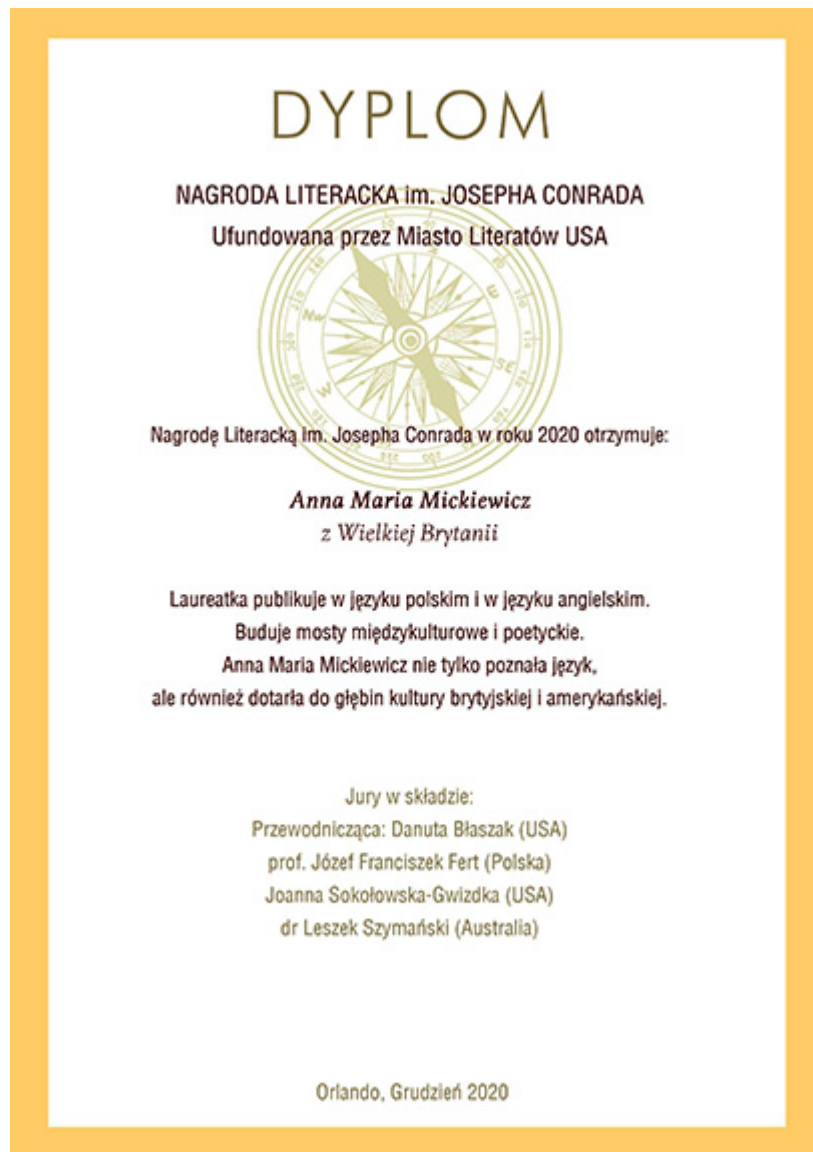 DYPLOM
NAGRODA LITERACKA im. JOSEPHA CONRADA
Ufundowana przez Miasto Literatów USA
Nw
E
W
SE
Nagrodę Literacką im. Josepha Conrada w roku 2020 otrzymuje:
Anna Maria Mickiewicz
z Wielkiej Brytanii
Laureatka publikuje w języku polskim i w języku angielskim.
Buduje mosty międzykulturowe i poetyckie.
Anna Maria Mickiewicz nie tylko poznała język,
ale również dotarła do głębin kultury brytyjskiej i amerykańskiej.
Jury w składzie:
Przewodnicząca: Danuta Błaszak (USA)
prof. Józef Franciszek Fert (Polska)
Joanna Sokołowska-Gwizdka (USA)
dr Leszek Szymański (Australia)
Orlando, Grudzień 2020